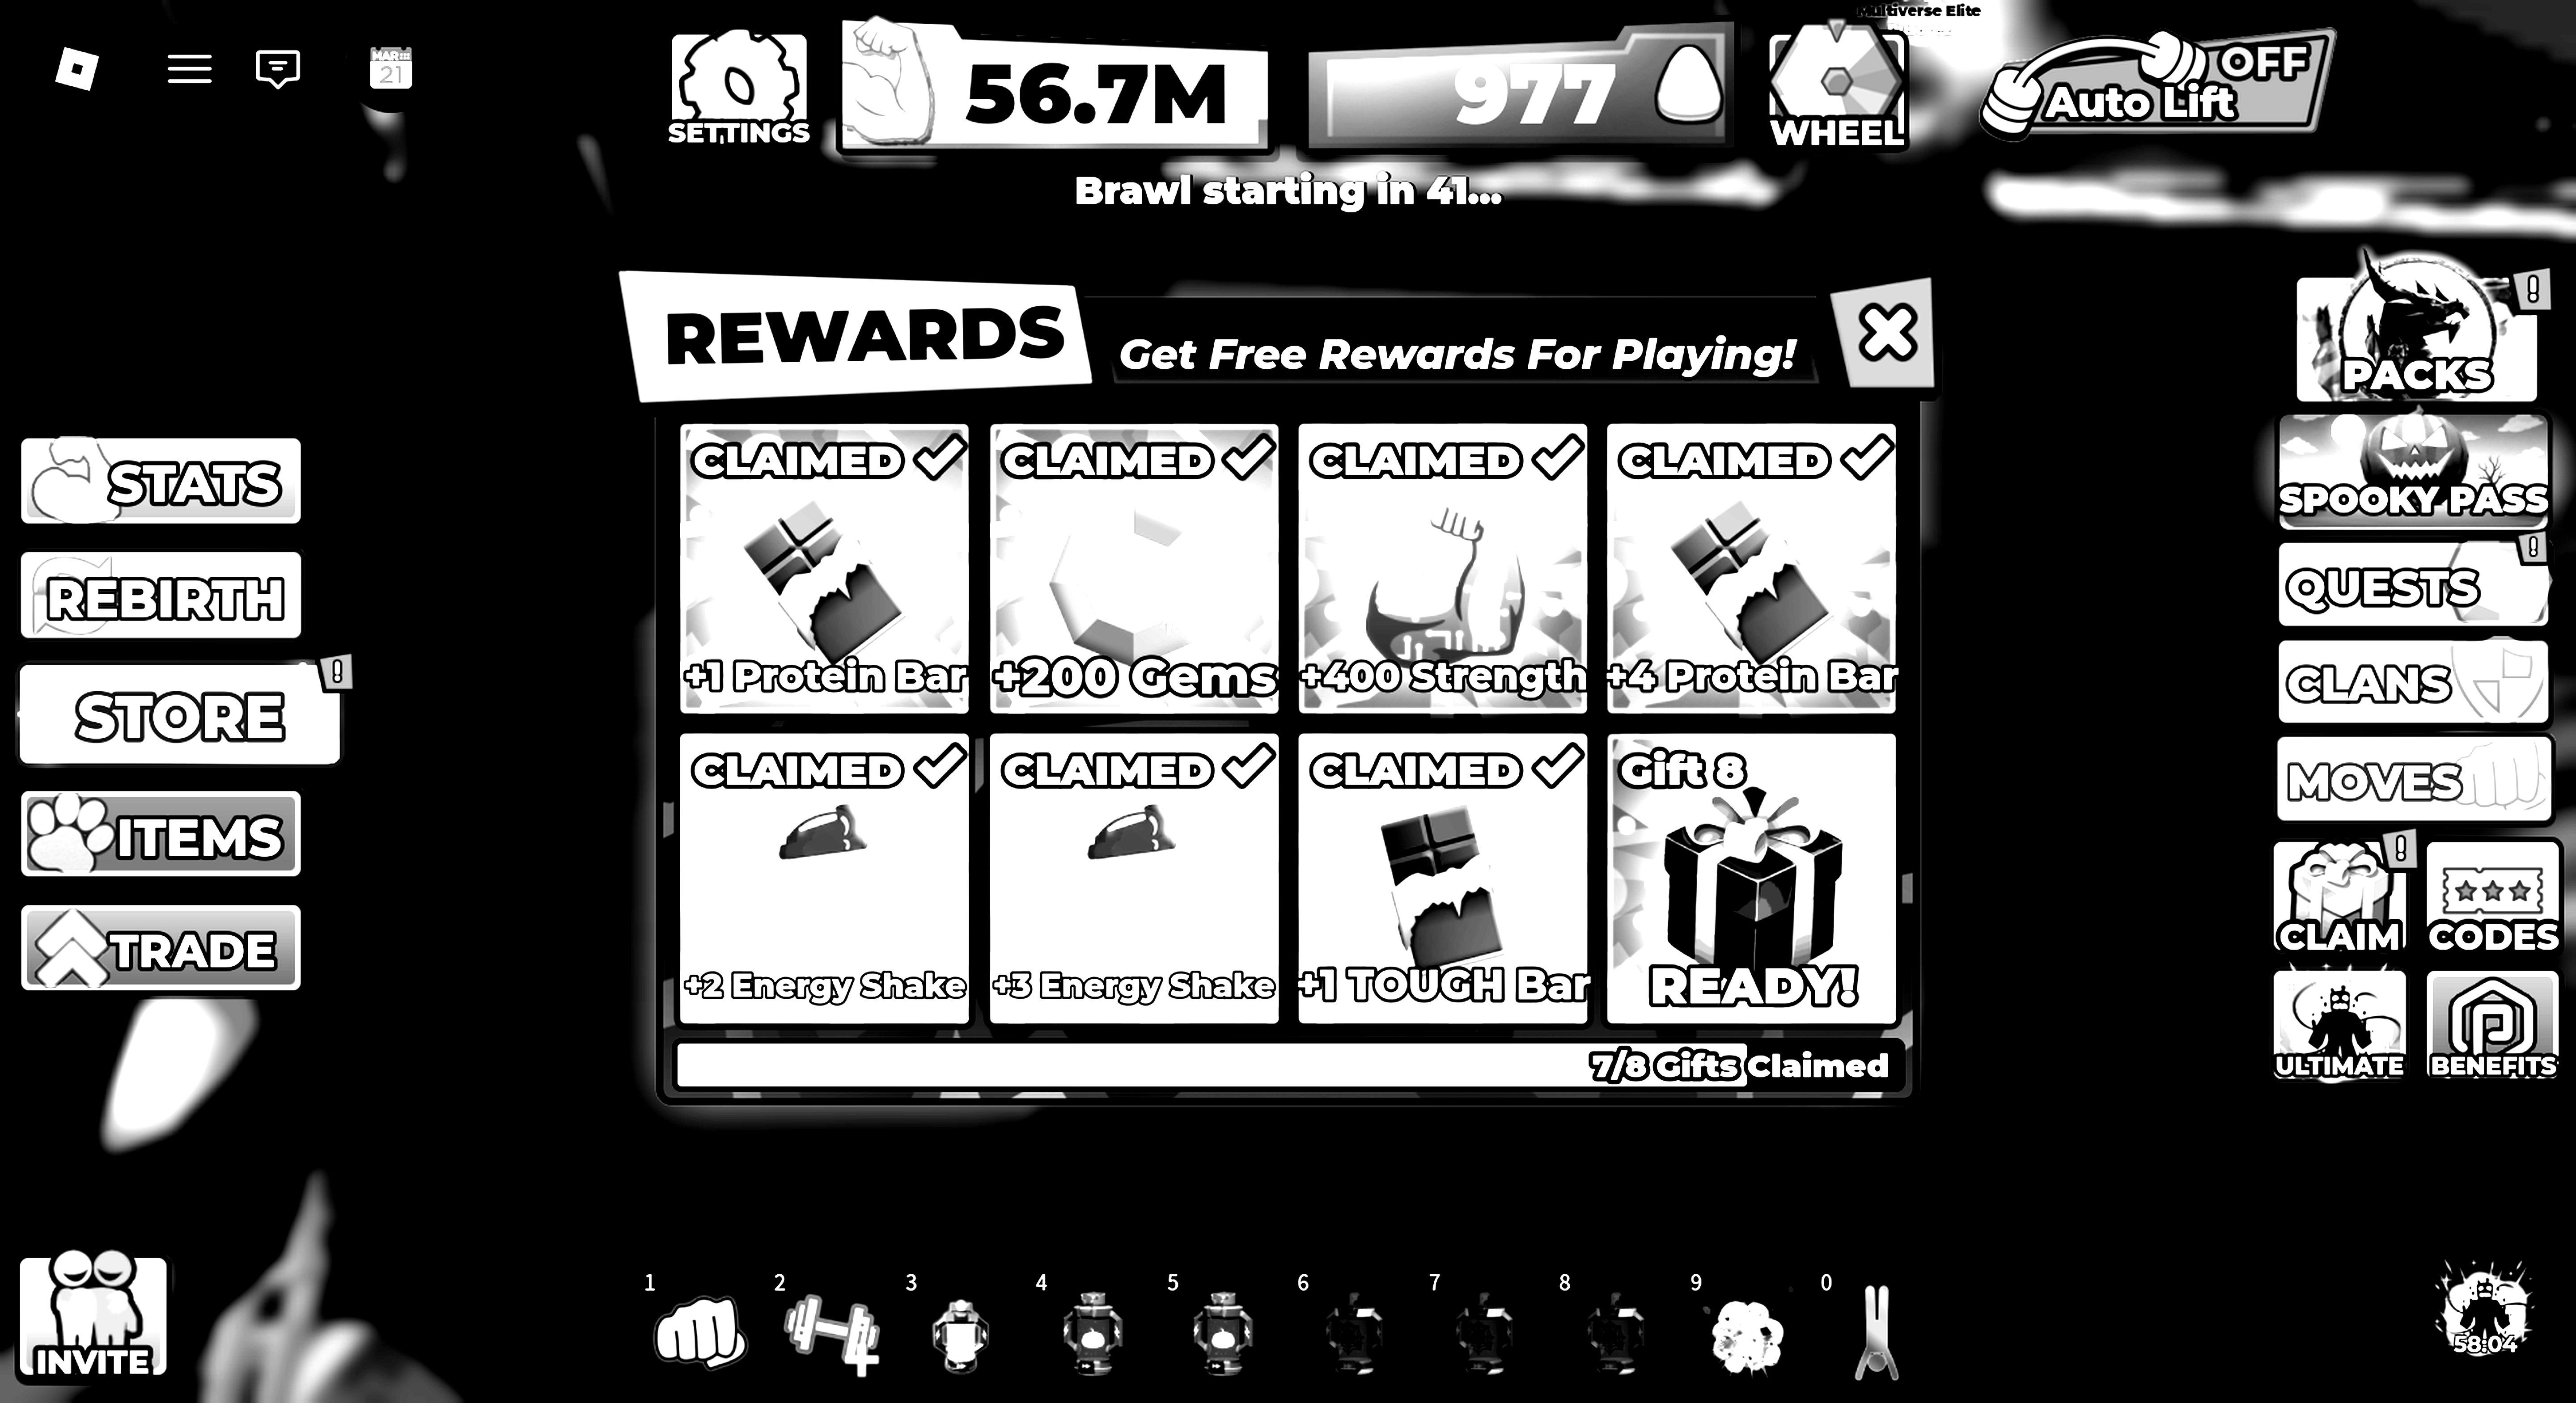 Multiverse Elite
MAR
21
SETTINGS
56.7M
977
WHEEL
OFF
Auto Lift
Brawl starting in 41...
REWARDS
Get Free Rewards For Playing!
PACKS
!
STATS
REBIRTH
STORE
!
ITEMS
TRADE
CLAIMED
CLAIMED
CLAIMED
CLAIMED
+1 Protein Bar
+200 Gems
+400 Strength
+4 Protein Bar
CLAIMED
CLAIMED
CLAIMED
Gift 8
+2 Energy Shake
+3 Energy Shake
+1 TOUGH Bar
READY!
7/8 Gifts Claimed
SPOOKY PASS
QUESTS
!
CLANS
MOVES
CLAIM
!
CODES
ULTIMATE
BENEFITS
INVITE
1
2
3
4
5
6
7
8
9
0
58:04